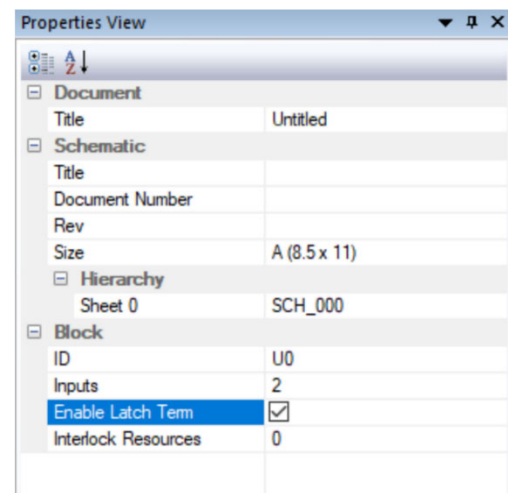 Properties View
Document
Title Untitled
Schematic
Title
Document Number
Rev
Size A (8.5 x 11)
Hierarchy
Sheet 0 SCH_000
Block
ID U0
Inputs 2
Enable Latch Term
Interlock Resources 0